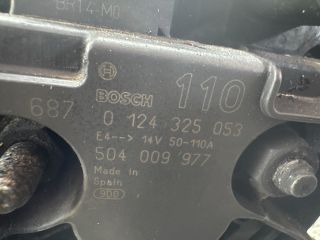 BR14-M0
BOSCH 110
687 0 124 325 053
E4--> 14V 50-110A
504 009 977
Made in
Spain
980